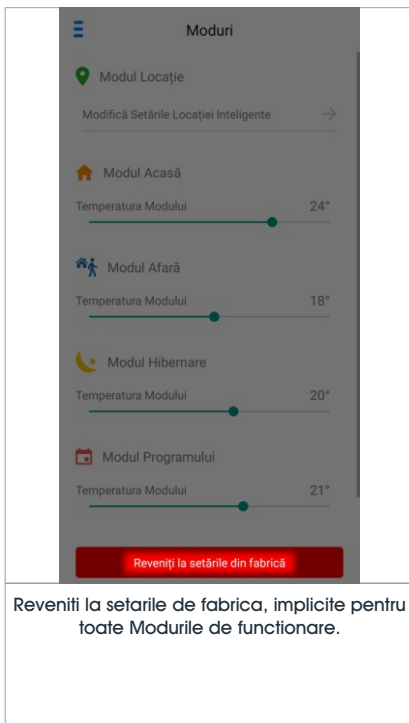 Moduri
Modul Locație
Modifică Setările Locației Inteligente
Modul Acasă
Temperatura Modului 24°
Modul Afară
Temperatura Modului 18°
Modul Hibernare
Temperatura Modului 20°
Modul Programului
Temperatura Modului 21°
Reveniți la setările din fabrică
Reveniti la setarile de fabrica, implicite pentru
toate Modurile de functionare.